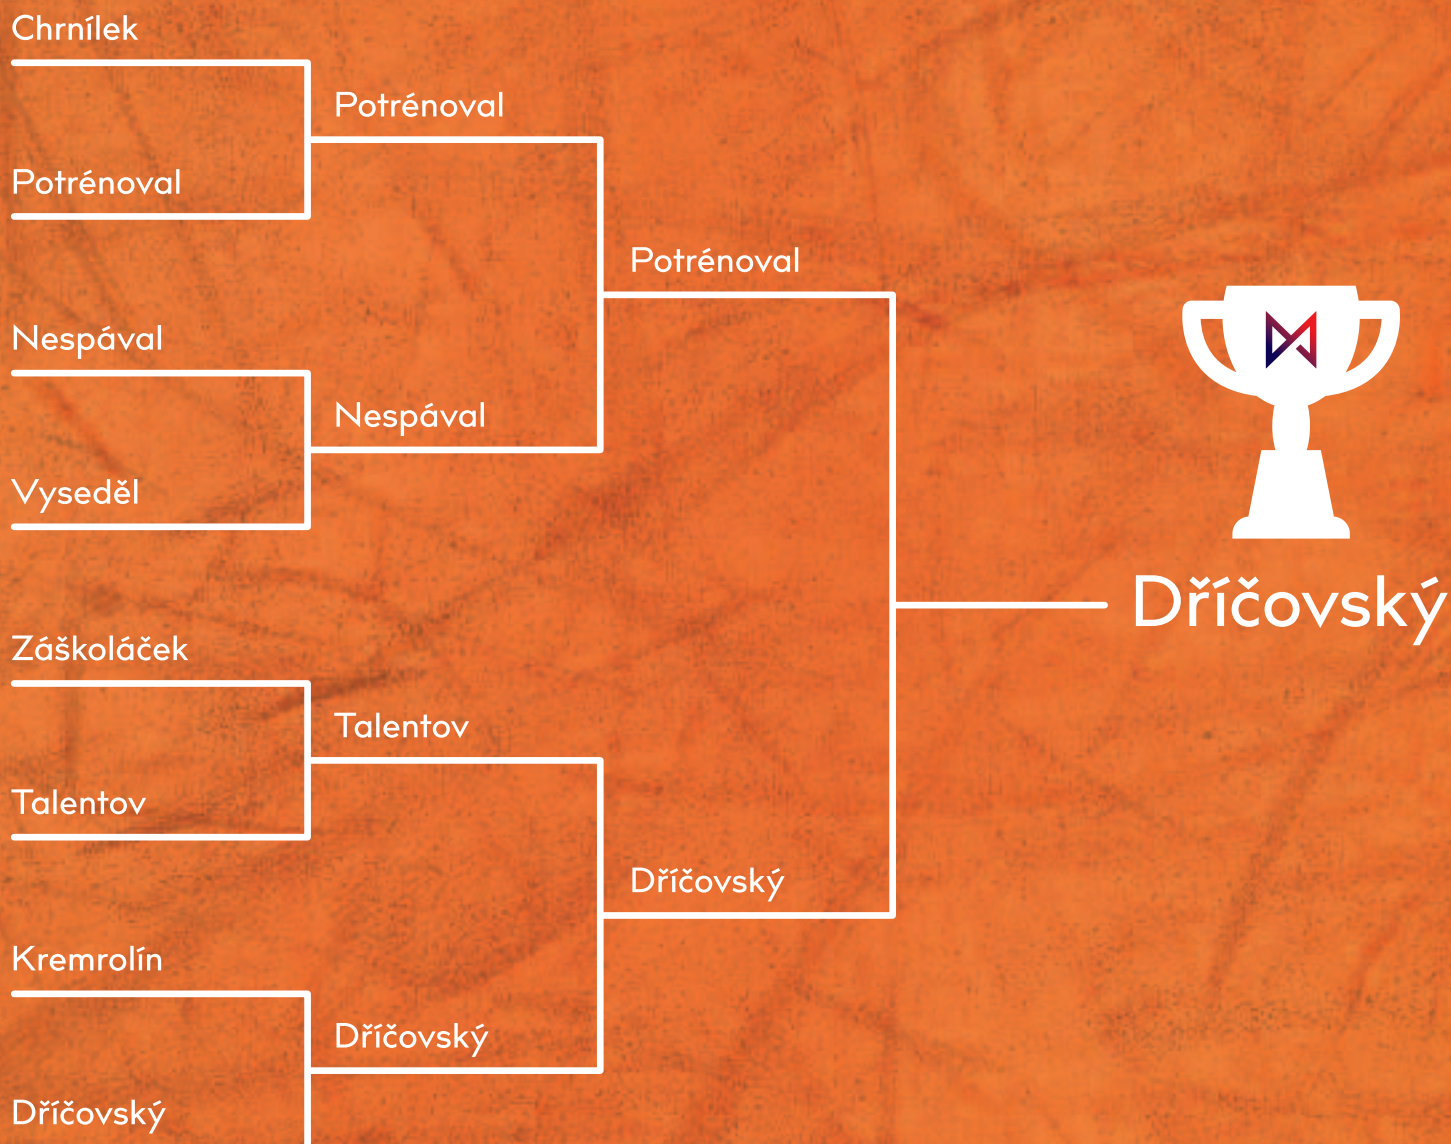 Chrnílek
Potrénoval
Potrénoval
Potrénoval
Nespával
Nespával
Vyseděl
Dříčovský
Záškoláček
Talentov
Talentov
Dříčovský
Kremrolín
Dříčovský
Dříčovský